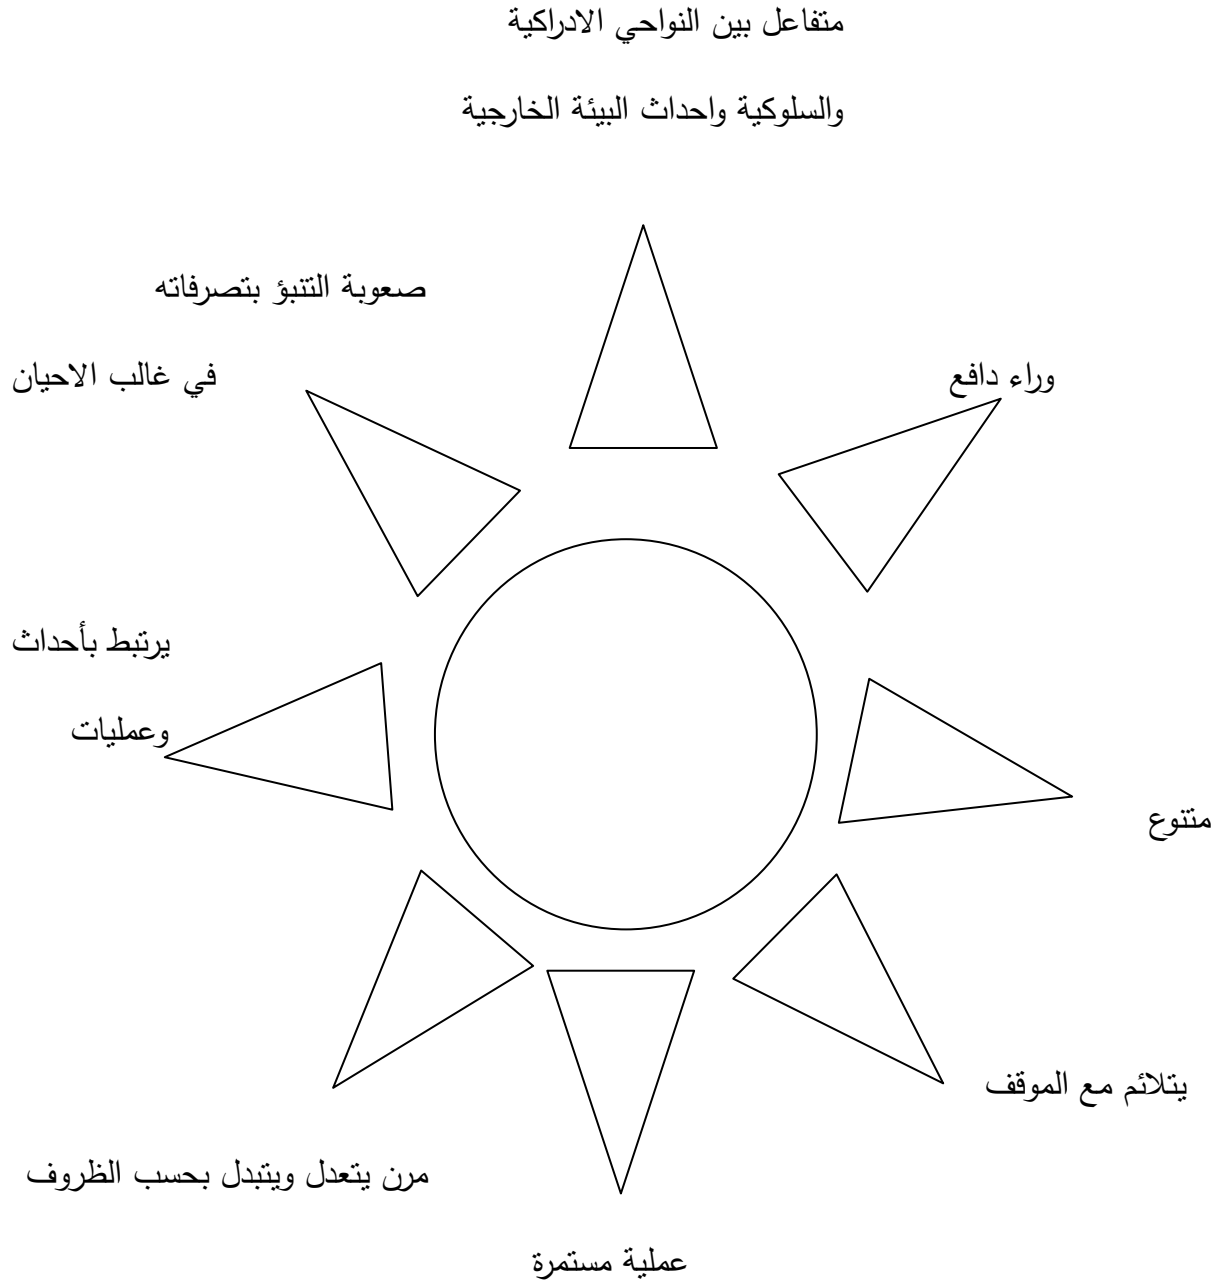 متفاعل بين النواحي الادراكية
والسلوكية واحداث البيئة الخارجية
صعوبة التنبؤ بتصرفاته
وراء دافع
في غالب الاحيان
يرتبط بأحداث
وعمليات
متنوع
يتلائم مع الموقف
مرن يتعدل ويتبدل بحسب الظروف
عملية مستمرة